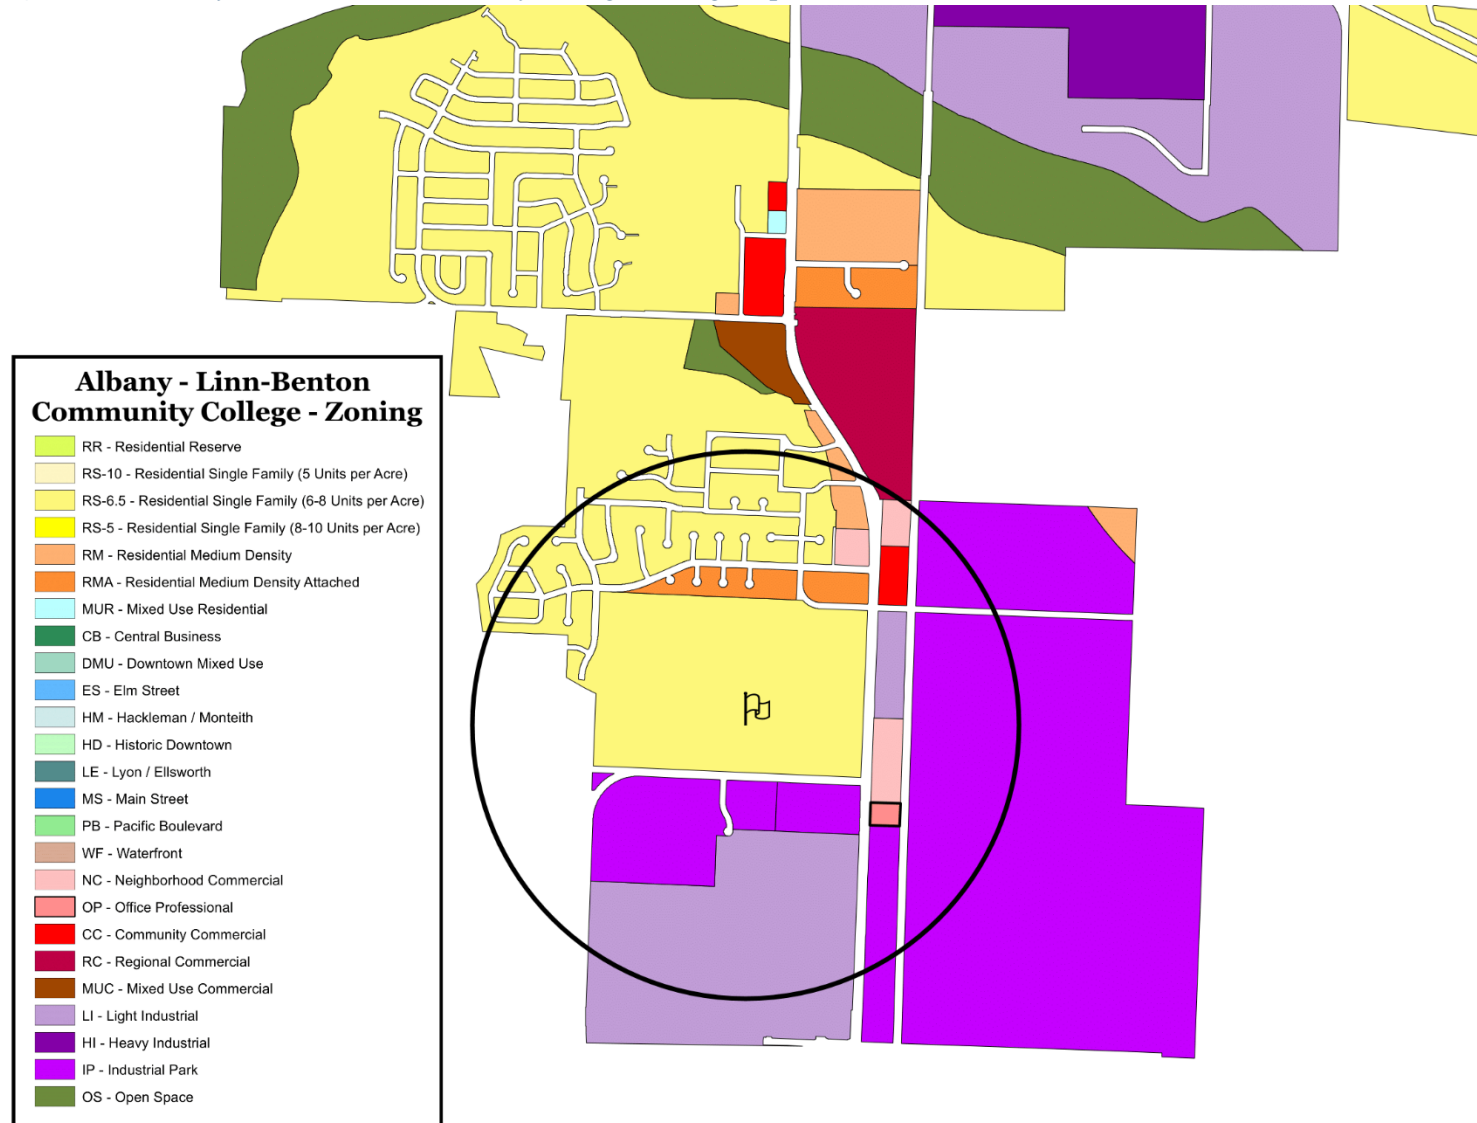 Albany - Linn-Benton
Community College - Zoning
RR - Residential Reserve
RS-10 - Residential Single Family (5 Units per Acre)
RS-6.5 - Residential Single Family (6-8 Units per Acre)
RS-5 - Residential Single Family (8-10 Units per Acre)
RM - Residential Medium Density
RMA - Residential Medium Density Attached
MUR - Mixed Use Residential
CB - Central Business
DMU - Downtown Mixed Use
ES - Elm Street
HM - Hackleman / Monteith
HD - Historic Downtown
LE - Lyon / Ellsworth
MS - Main Street
PB - Pacific Boulevard
WF - Waterfront
NC - Neighborhood Commercial
OP - Office Professional
CC - Community Commercial
RC - Regional Commercial
MUC - Mixed Use Commercial
LI - Light Industrial
HI - Heavy Industrial
IP - Industrial Park
OS - Open Space